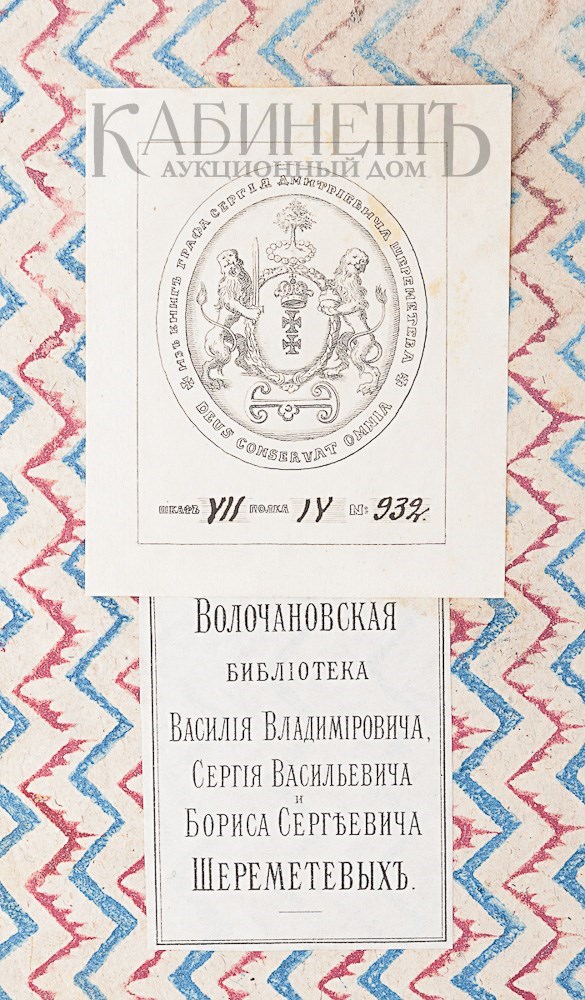 КАБИНЕТЪ
АУКЦИОННЫЙ ДОМ
ИЗЪ КНИГЪ ГРАФА СЕРГІЯ ДМИТРІЕВИЧА ШЕРЕМЕТЕВА
DEUS CONSERVAT OMNIA
ШКАФЪ VII ПОЛКА IV № 932.
ВОЛОЧАНОВСКАЯ
БИБЛІОТЕКА
ВАСИЛІЯ ВЛАДИМІРОВИЧА,
СЕРГІЯ ВАСИЛЬЕВИЧА
И
БОРИСА СЕРГѢЕВИЧА
ШЕРЕМЕТЕВЫХЪ.